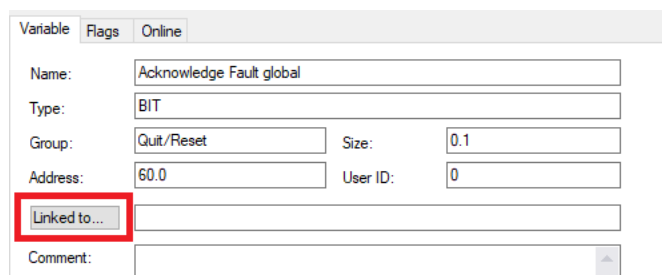 Variable Flags Online
Name: Acknowledge Fault global
Type: BIT
Group: Quit/Reset Size: 0.1
Address: 60.0 User ID: 0
Linked to...
Comment: